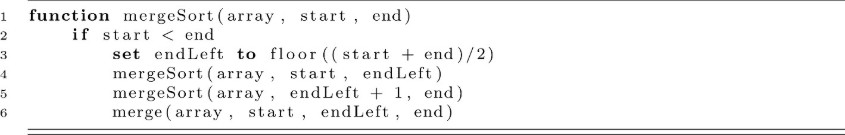 1 function mergeSort(array, start, end)
2 if start < end
3 set endLeft to floor((start + end)/2)
4 mergeSort(array, start, endLeft)
5 mergeSort(array, endLeft + 1, end)
6 merge(array, start, endLeft, end)